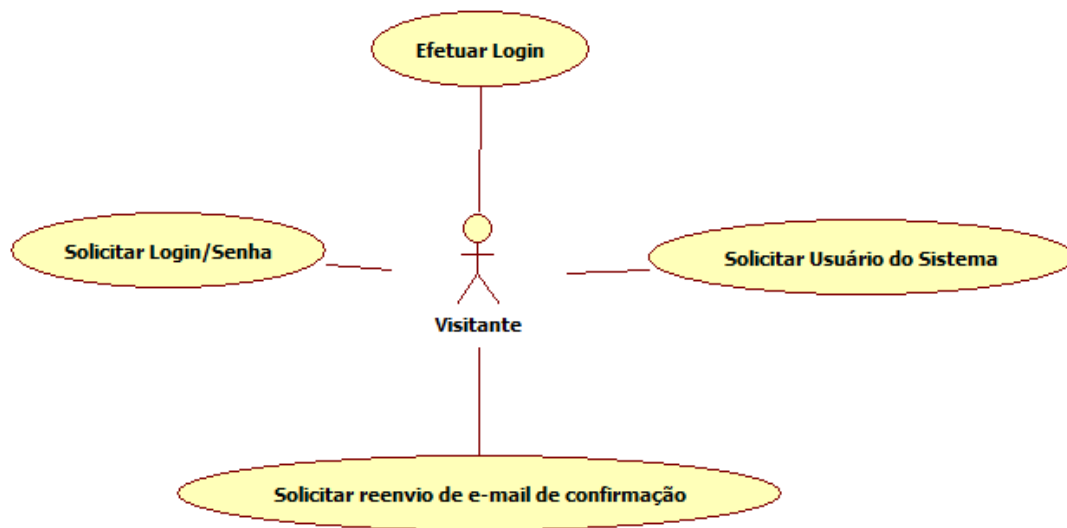 Efetuar Login
Solicitar Login/Senha
Solicitar Usuário do Sistema
Visitante
Solicitar reenvio de e-mail de confirmação